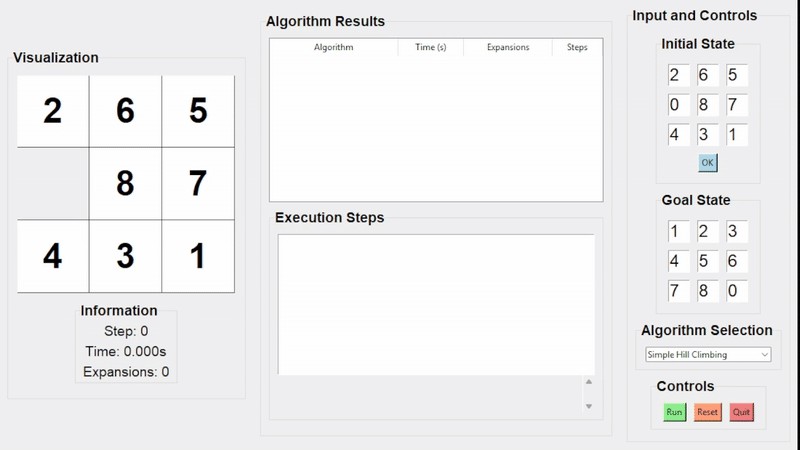 Visualization
2 6 5
8 7
4 3 1
Information
Step: 0
Time: 0.000s
Expansions: 0
Algorithm Results
Algorithm Time (s) Expansions Steps
Execution Steps
Input and Controls
Initial State
2 6 5
0 8 7
4 3 1
OK
Goal State
1 2 3
4 5 6
7 8 0
Algorithm Selection
Simple Hill Climbing
Controls
Run Reset Quit